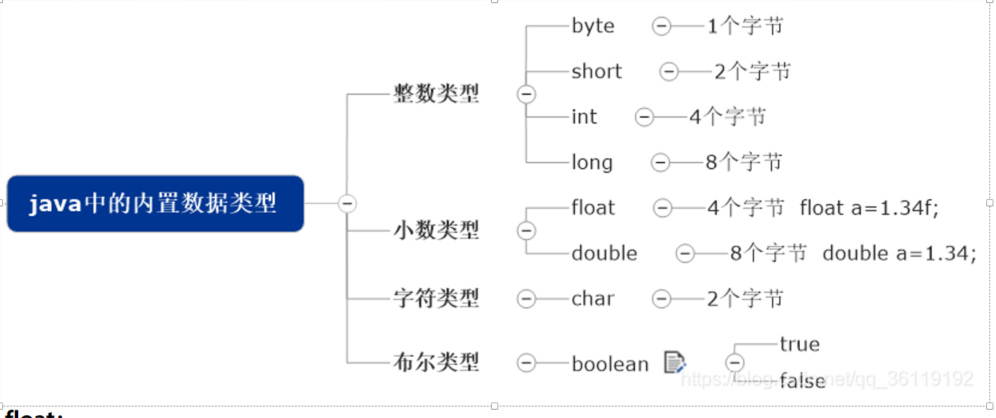 java中的内置数据类型
整数类型
byte 1个字节
short 2个字节
int 4个字节
long 8个字节
小数类型
float 4个字节 float a=1.34f;
double 8个字节 double a=1.34;
字符类型
char 2个字节
布尔类型
boolean
true
false
https://blog.csdn.net/qq_36119192
float: